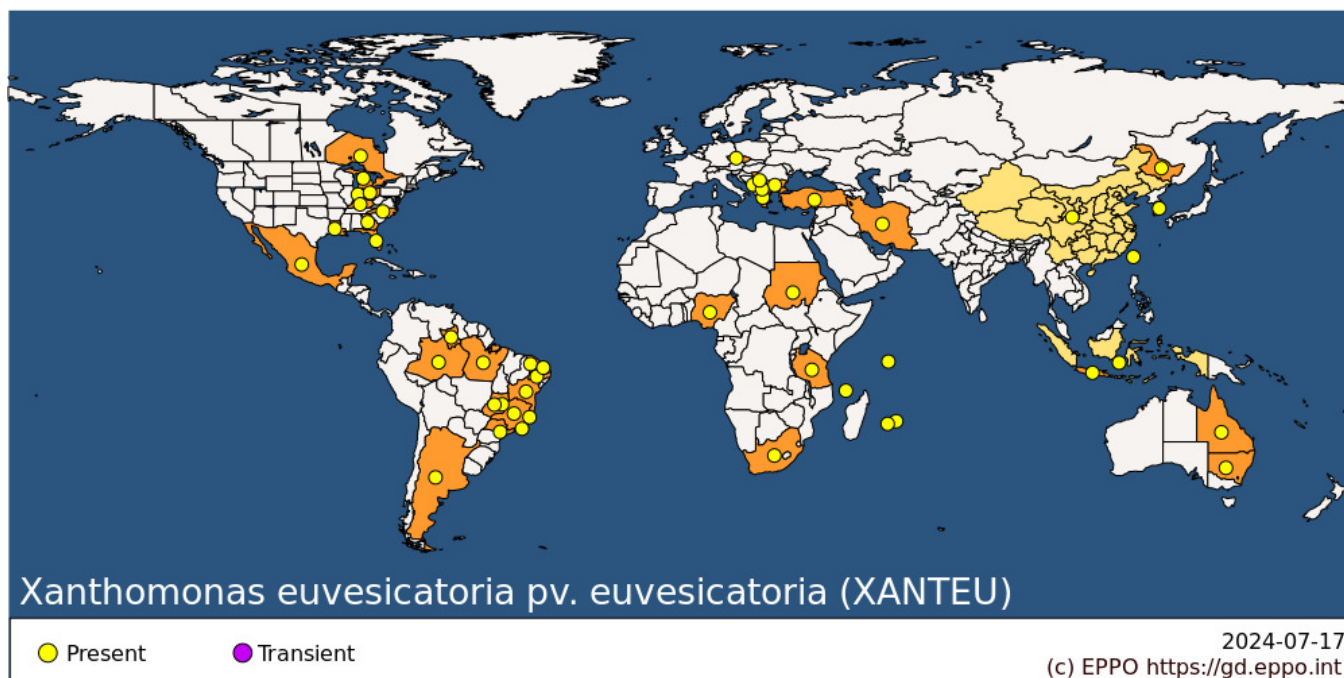 Xanthomonas euvesicatoria pv. euvesicatoria (XANTEU)
Present
Transient
2024-07-17
(c) EPPO https://gd.eppo.int